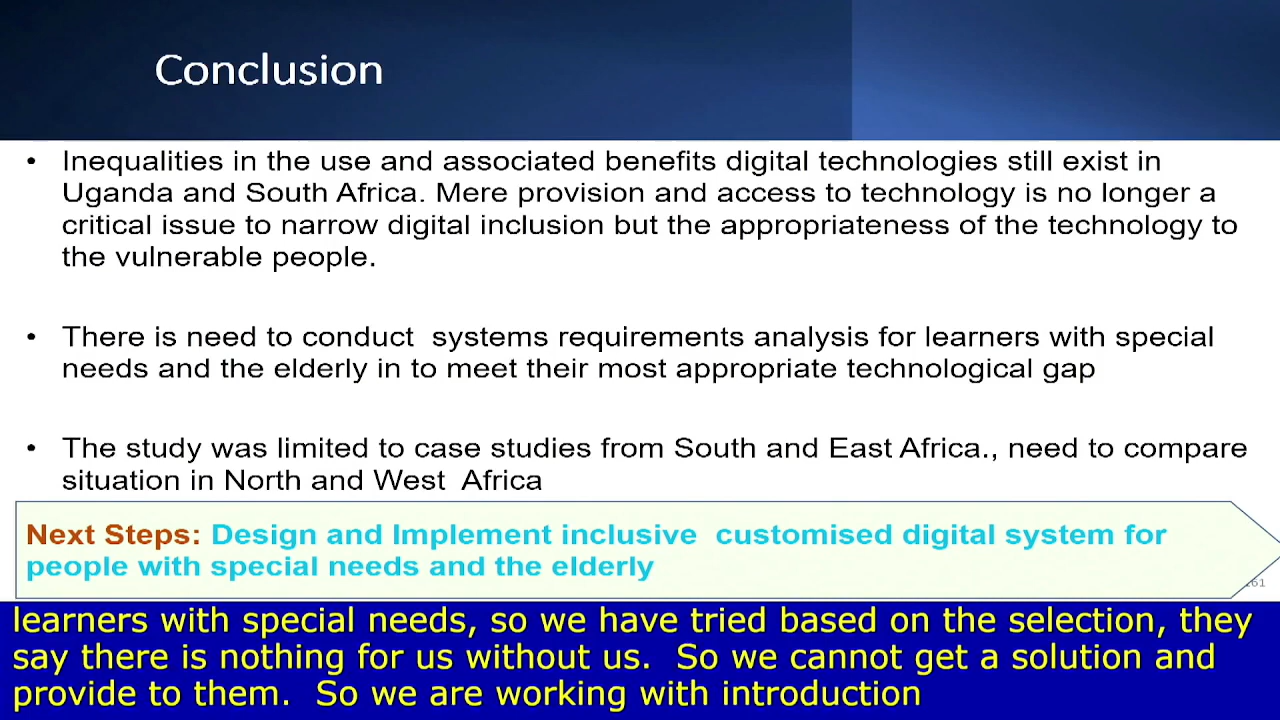 Conclusion
• Inequalities in the use and associated benefits digital technologies still exist in
Uganda and South Africa. Mere provision and access to technology is no longer a
critical issue to narrow digital inclusion but the appropriateness of the technology to
the vulnerable people.
• There is need to conduct  systems requirements analysis for learners with special
needs and the elderly in to meet their most appropriate technological gap
• The study was limited to case studies from South and East Africa., need to compare
situation in North and West  Africa
Next Steps: Design and Implement inclusive  customised digital system for
people with special needs and the elderly
161
learners with special needs, so we have tried based on the selection, they
say there is nothing for us without us.  So we cannot get a solution and
provide to them.  So we are working with introduction